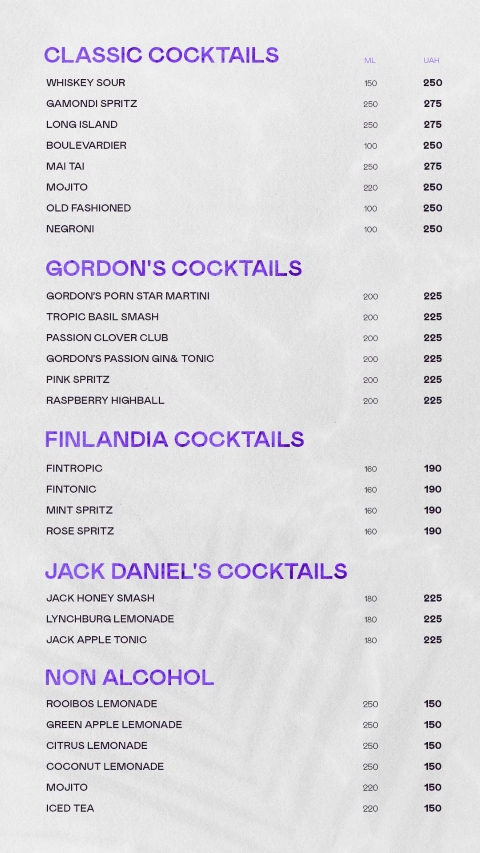 CLASSIC COCKTAILS ML UAH
WHISKEY SOUR 150 250
GAMONDI SPRITZ 250 275
LONG ISLAND 250 275
BOULEVARDIER 100 250
MAI TAI 250 275
MOJITO 220 250
OLD FASHIONED 100 250
NEGRONI 100 250
GORDON'S COCKTAILS
GORDON'S PORN STAR MARTINI 200 225
TROPIC BASIL SMASH 200 225
PASSION CLOVER CLUB 200 225
GORDON'S PASSION GIN& TONIC 200 225
PINK SPRITZ 200 225
RASPBERRY HIGHBALL 200 225
FINLANDIA COCKTAILS
FINTROPIC 160 190
FINTONIC 160 190
MINT SPRITZ 160 190
ROSE SPRITZ 160 190
JACK DANIEL'S COCKTAILS
JACK HONEY SMASH 180 225
LYNCHBURG LEMONADE 180 225
JACK APPLE TONIC 180 225
NON ALCOHOL
ROOIBOS LEMONADE 250 150
GREEN APPLE LEMONADE 250 150
CITRUS LEMONADE 250 150
COCONUT LEMONADE 250 150
MOJITO 220 150
ICED TEA 220 150